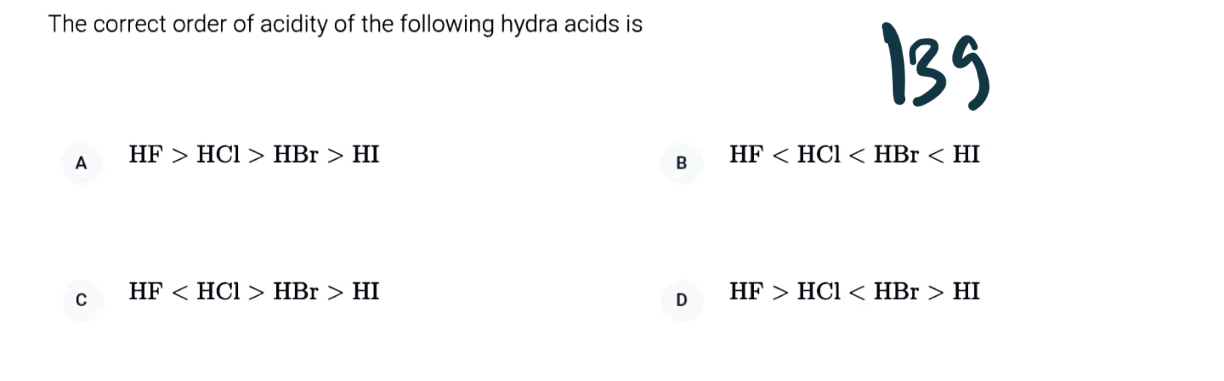 The correct order of acidity of the following hydra acids is
139
A HF > HCl > HBr > HI
B HF < HCl < HBr < HI
C HF < HCl > HBr > HI
D HF > HCl < HBr > HI